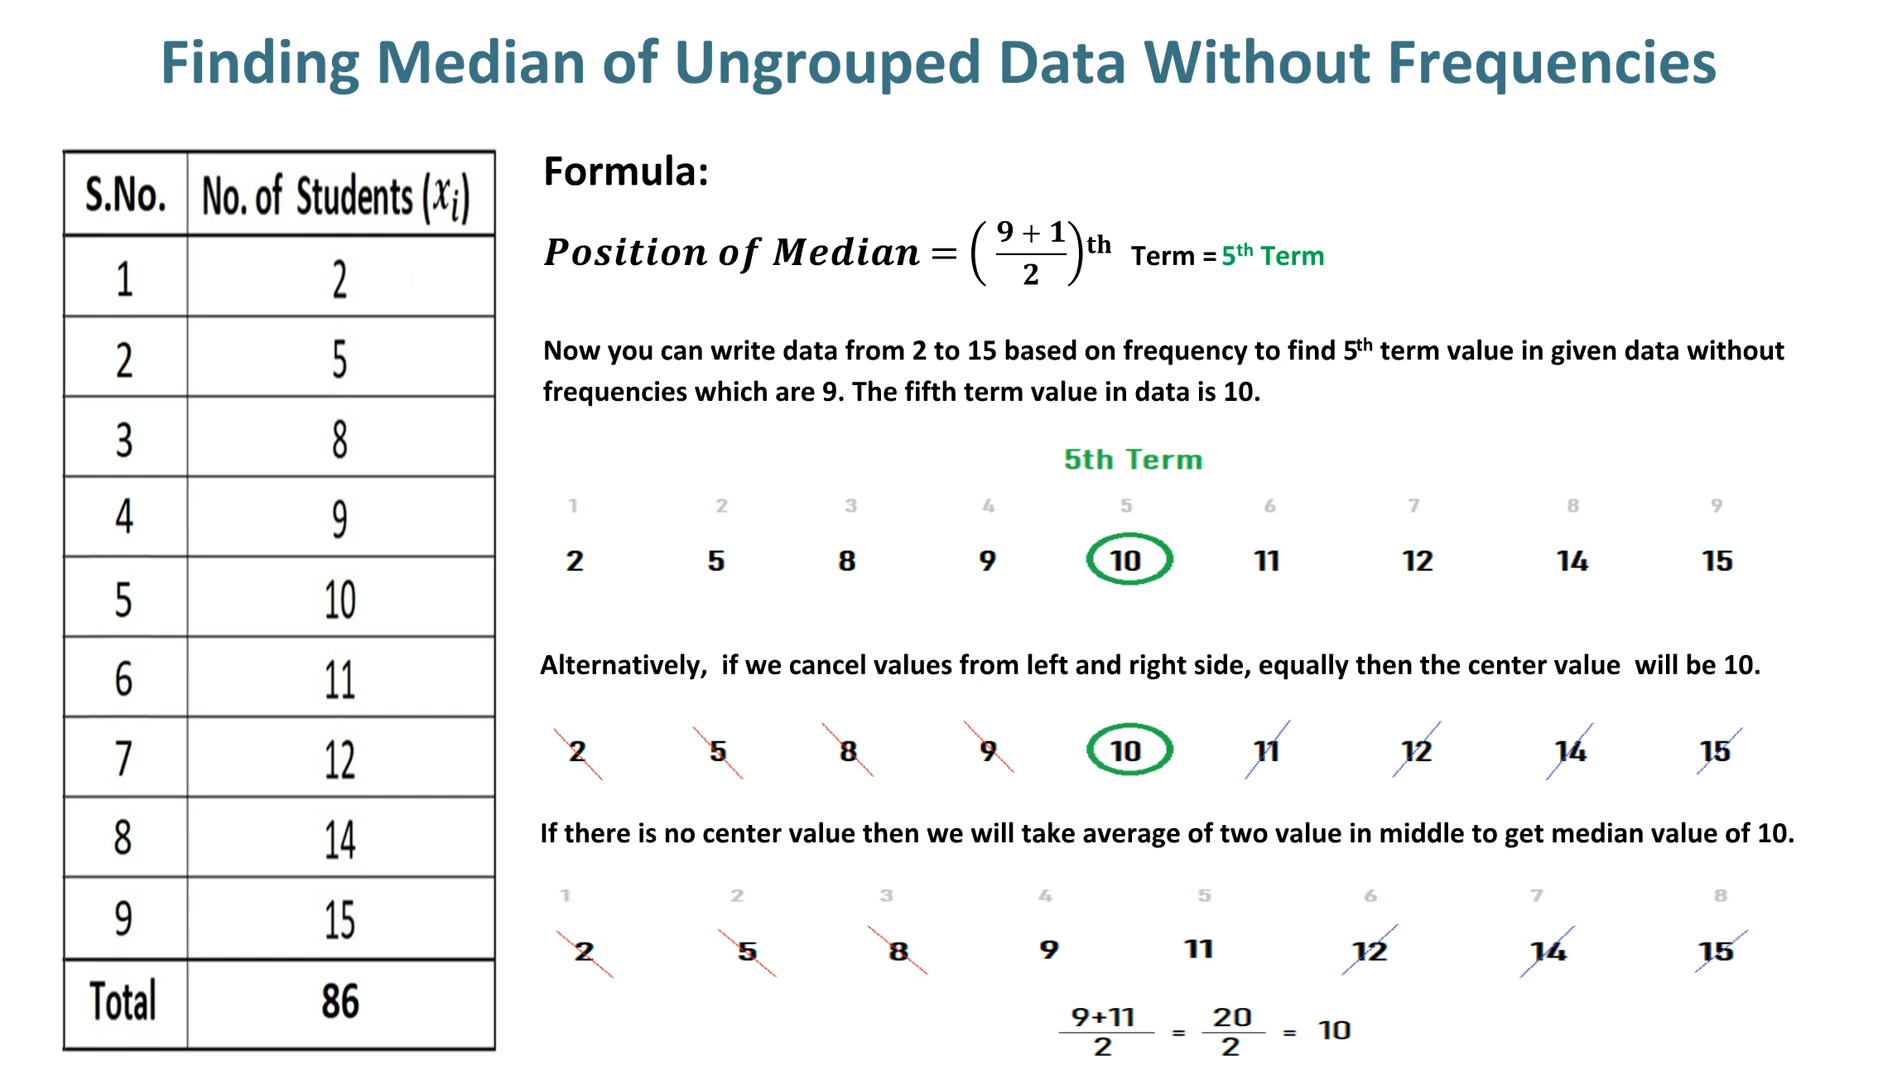 Finding Median of Ungrouped Data Without Frequencies
S.No. No. of Students (xᵢ)
1 2
2 5
3 8
4 9
5 10
6 11
7 12
8 14
9 15
Total 86
Formula:
Position of Median = ((9 + 1)/2)th Term = 5th Term
Now you can write data from 2 to 15 based on frequency to find 5th term value in given data without
frequencies which are 9. The fifth term value in data is 10.
5th Term
1 2 3 4 5 6 7 8 9
2 5 8 9 10 11 12 14 15
Alternatively, if we cancel values from left and right side, equally then the center value will be 10.
2 5 8 9 10 11 12 14 15
If there is no center value then we will take average of two value in middle to get median value of 10.
1 2 3 4 5 6 7 8
2 5 8 9 11 12 14 15
9+11/2 = 20/2 = 10